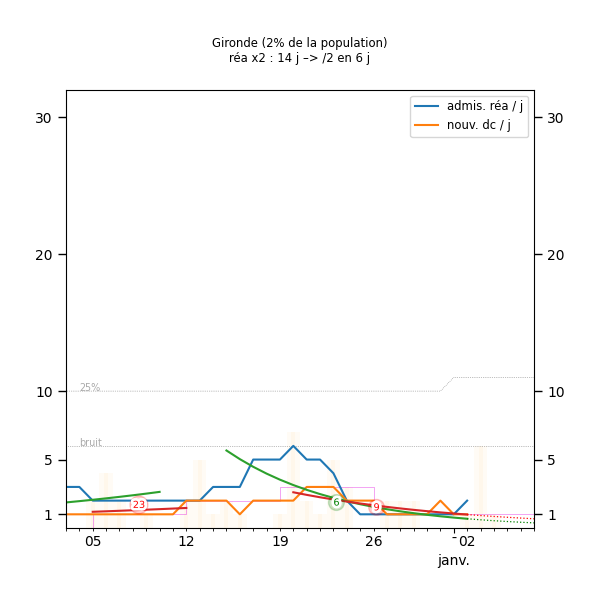 Gironde (2% de la population)
réa x2 : 14 j –> /2 en 6 j
admis. réa / j
nouv. dc / j
30 30
20 20
25%
10 10
bruit
5 5
23 6 9
1 1
05 12 19 26 02
janv.